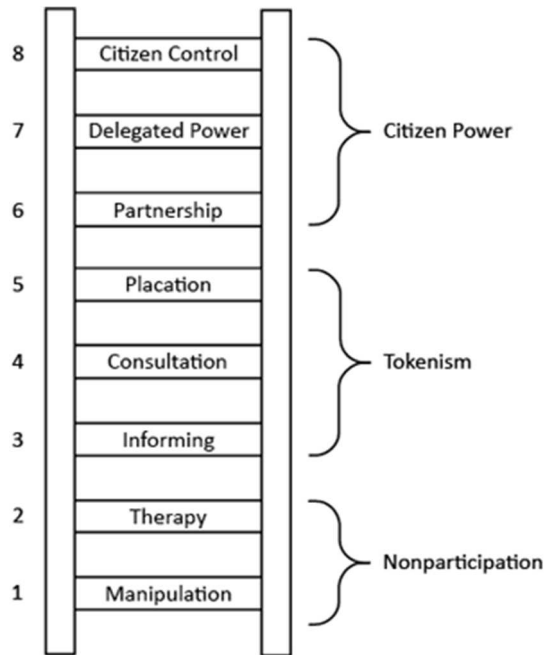 8 Citizen Control
7 Delegated Power Citizen Power
6 Partnership
5 Placation
4 Consultation Tokenism
3 Informing
2 Therapy
Nonparticipation
1 Manipulation